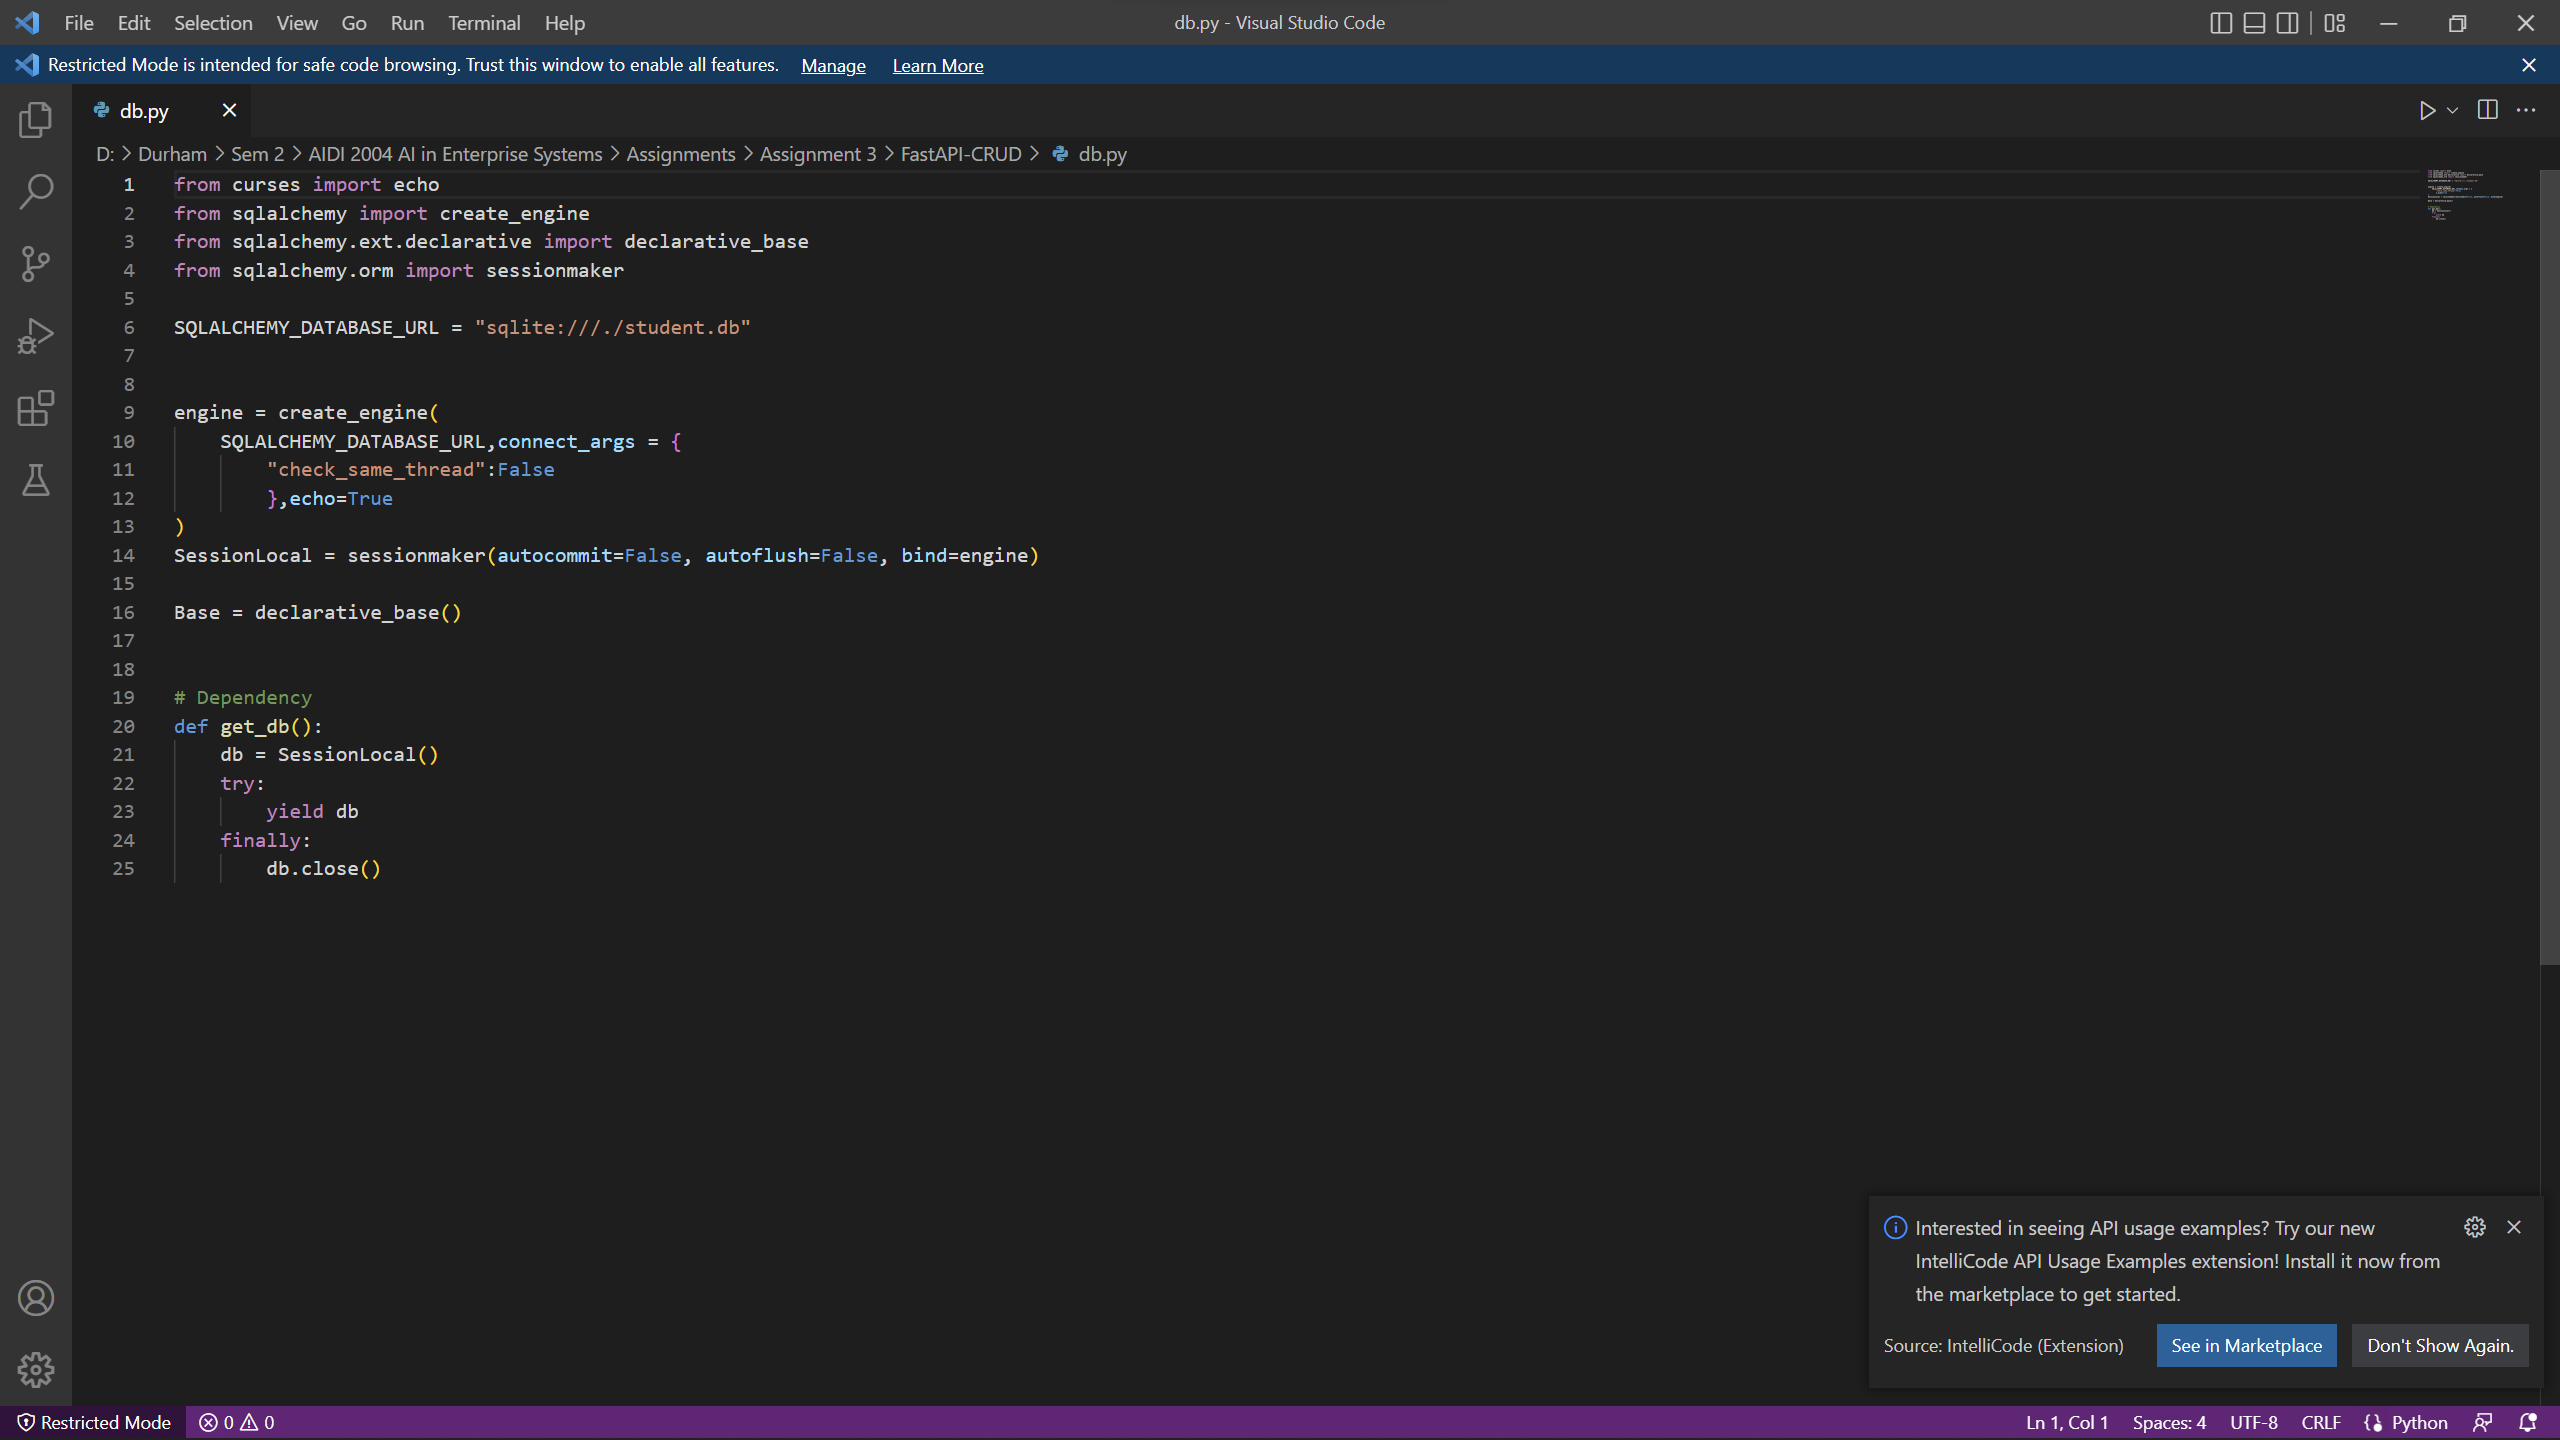 File Edit Selection View Go Run Terminal Help db.py - Visual Studio Code
Restricted Mode is intended for safe code browsing. Trust this window to enable all features. Manage Learn More
db.py
D: > Durham > Sem 2 > AIDI 2004 AI in Enterprise Systems > Assignments > Assignment 3 > FastAPI-CRUD > db.py
1 from curses import echo
2 from sqlalchemy import create_engine
3 from sqlalchemy.ext.declarative import declarative_base
4 from sqlalchemy.orm import sessionmaker
5
6 SQLALCHEMY_DATABASE_URL = "sqlite:///./student.db"
7
8
9 engine = create_engine(
10     SQLALCHEMY_DATABASE_URL,connect_args = {
11         "check_same_thread":False
12         },echo=True
13 )
14 SessionLocal = sessionmaker(autocommit=False, autoflush=False, bind=engine)
15
16 Base = declarative_base()
17
18
19 # Dependency
20 def get_db():
21     db = SessionLocal()
22     try:
23         yield db
24     finally:
25         db.close()
Interested in seeing API usage examples? Try our new
IntelliCode API Usage Examples extension! Install it now from
the marketplace to get started.
Source: IntelliCode (Extension) See in Marketplace Don't Show Again.
Restricted Mode 0 0 Ln 1, Col 1 Spaces: 4 UTF-8 CRLF Python